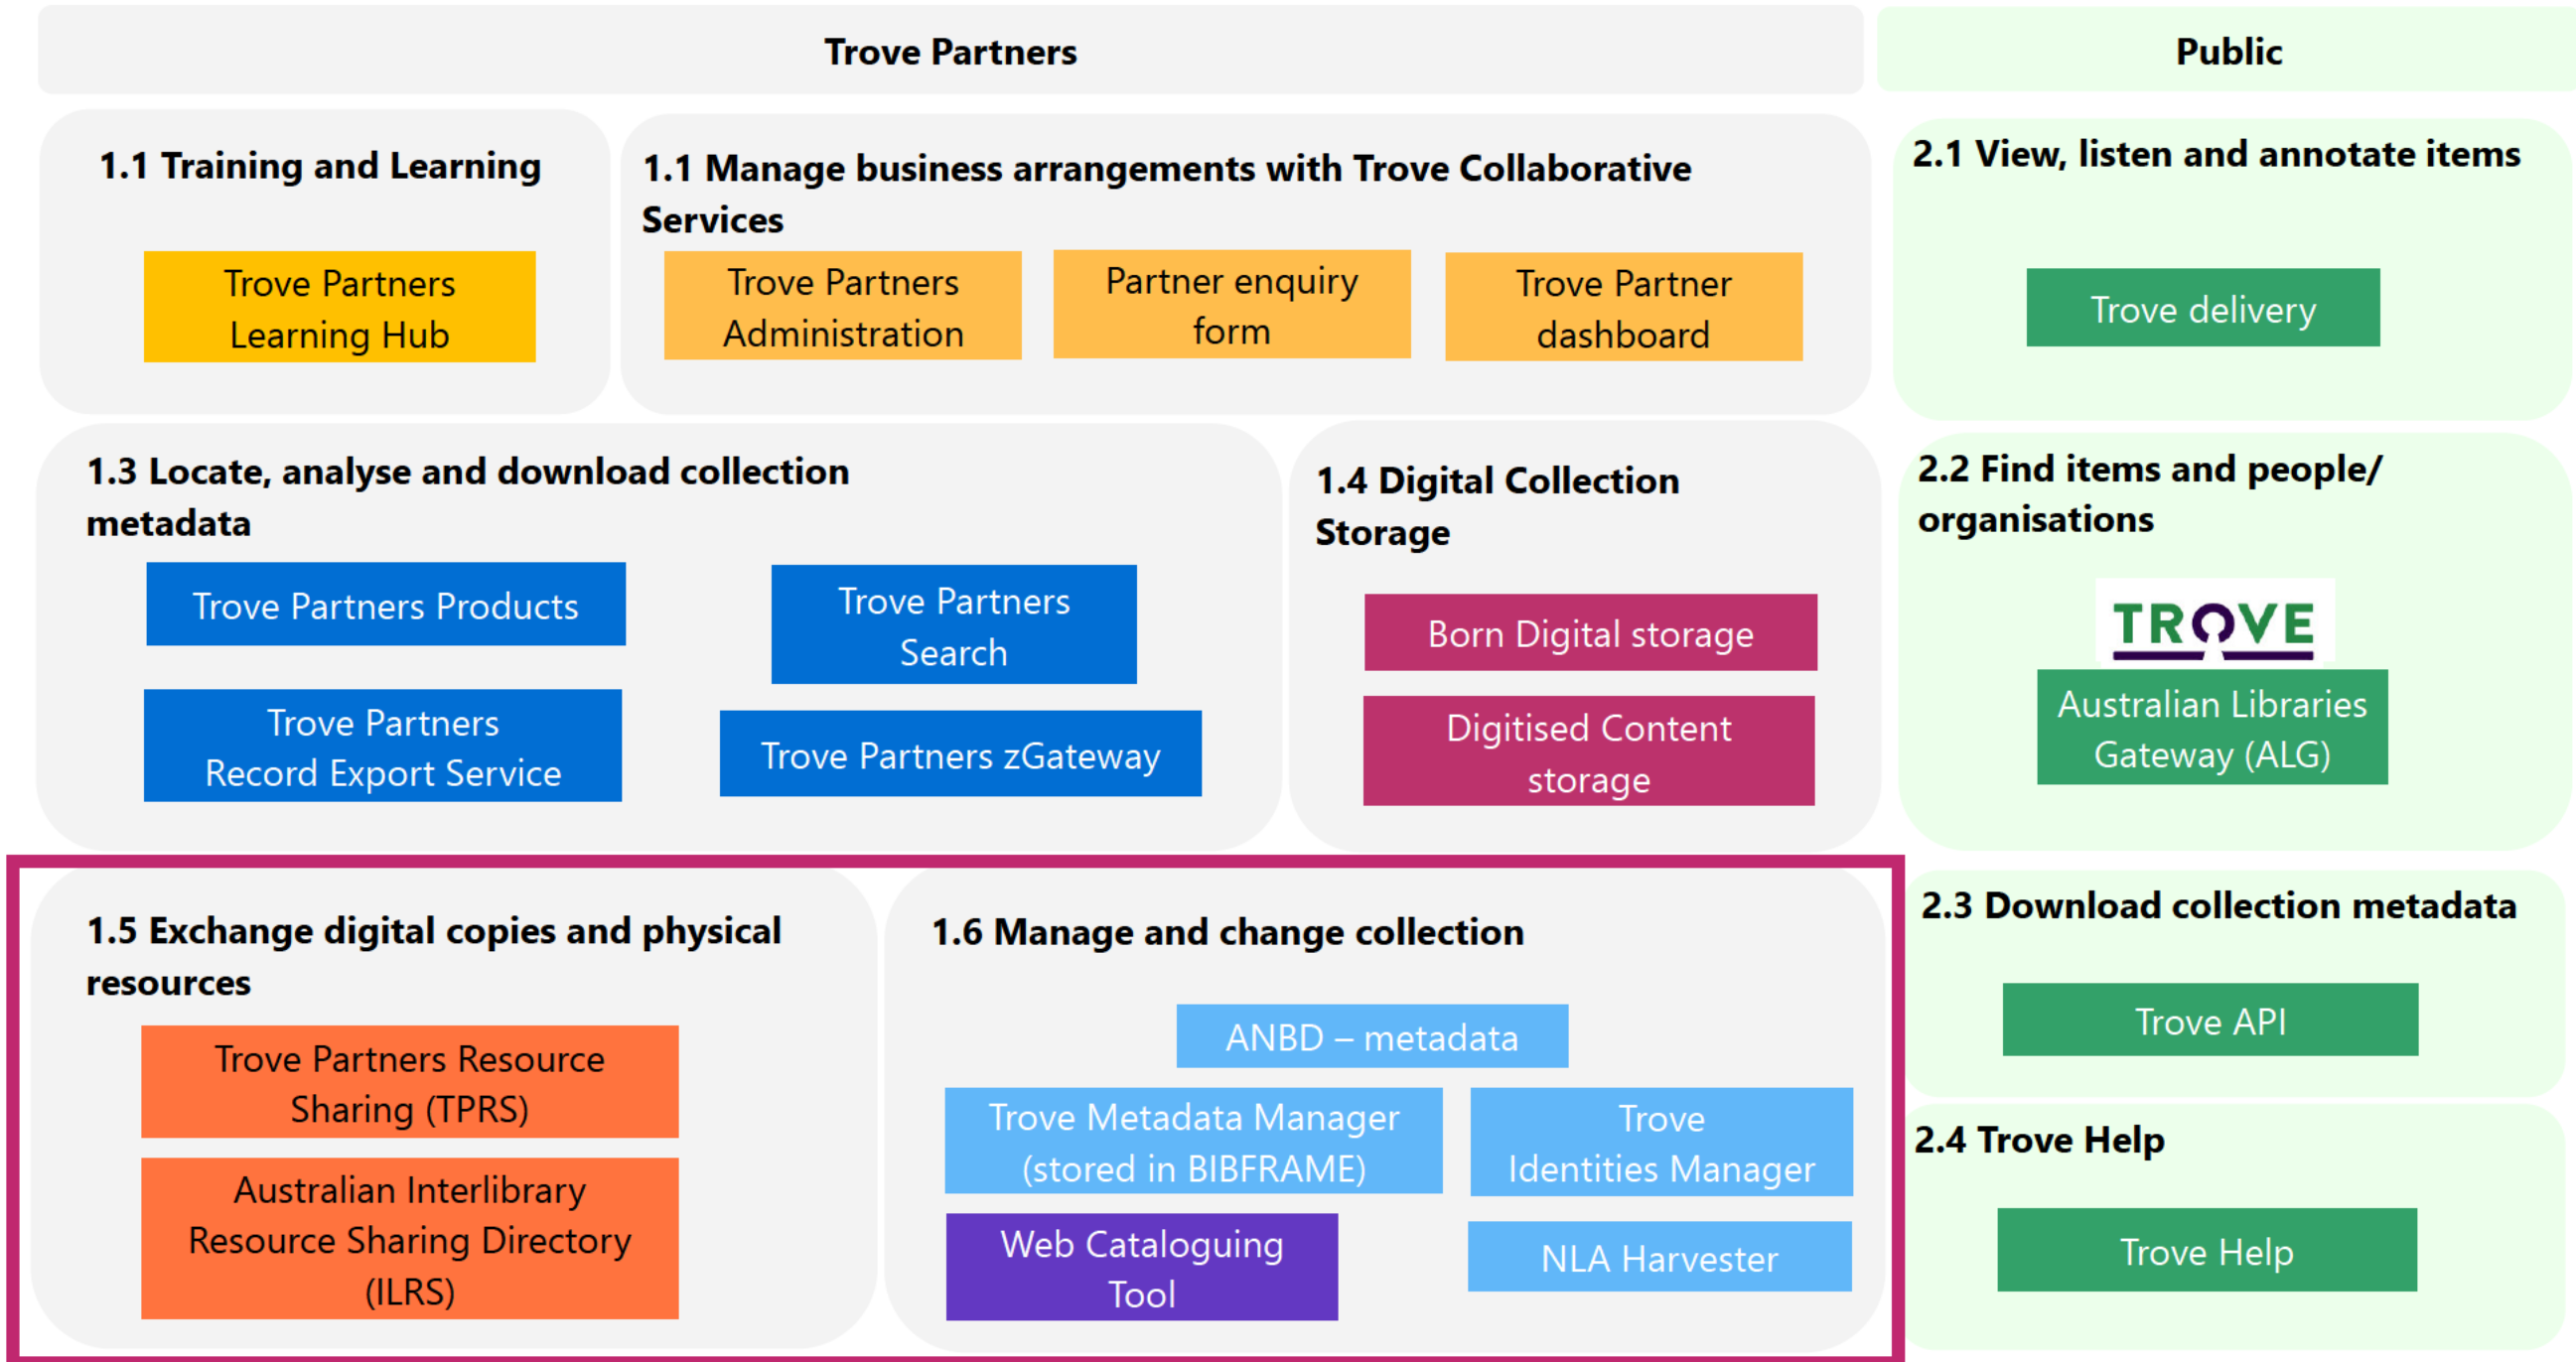 Trove Partners
Public
1.1 Training and Learning
Trove Partners
Learning Hub
1.1 Manage business arrangements with Trove Collaborative
Services
Trove Partners
Administration
Partner enquiry
form
Trove Partner
dashboard
2.1 View, listen and annotate items
Trove delivery
1.3 Locate, analyse and download collection
metadata
Trove Partners Products
Trove Partners
Search
Trove Partners
Record Export Service
Trove Partners zGateway
1.4 Digital Collection
Storage
Born Digital storage
Digitised Content
storage
2.2 Find items and people/
organisations
TROVE
Australian Libraries
Gateway (ALG)
1.5 Exchange digital copies and physical
resources
Trove Partners Resource
Sharing (TPRS)
Australian Interlibrary
Resource Sharing Directory
(ILRS)
1.6 Manage and change collection
ANBD – metadata
Trove Metadata Manager
(stored in BIBFRAME)
Trove
Identities Manager
Web Cataloguing
Tool
NLA Harvester
2.3 Download collection metadata
Trove API
2.4 Trove Help
Trove Help